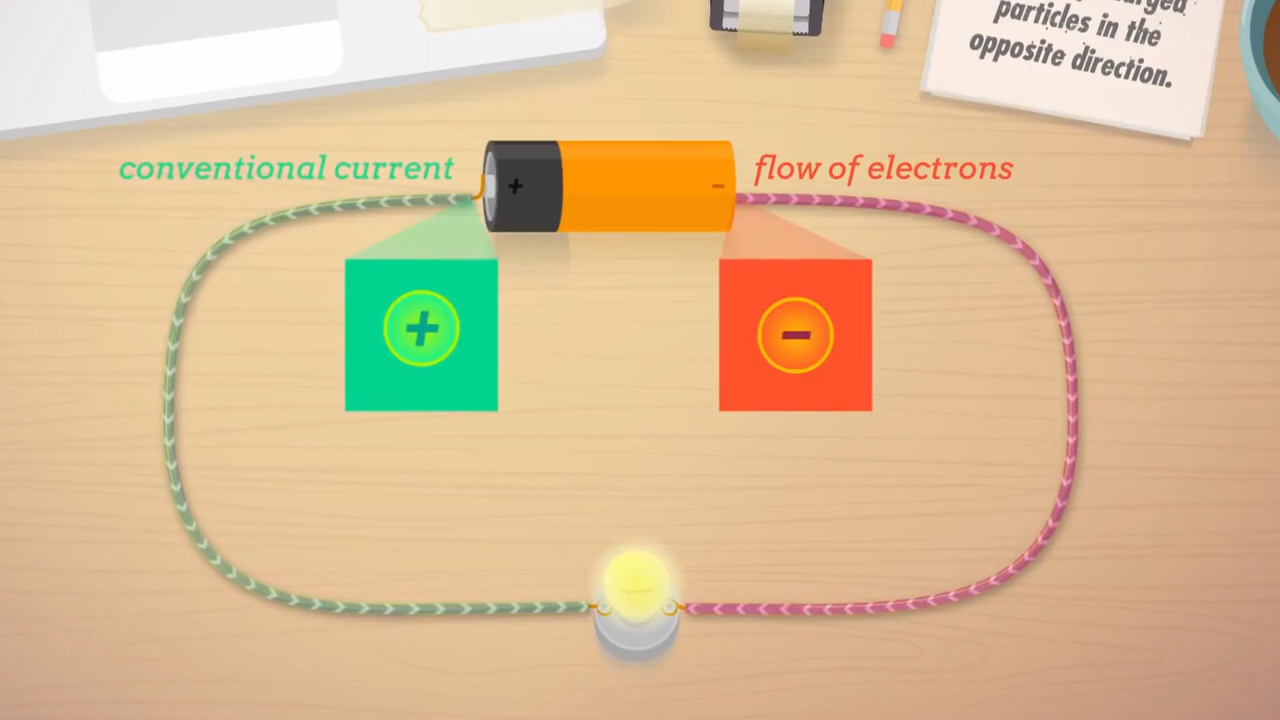 particles in the
opposite direction.
conventional current
+
-
flow of electrons
+
-